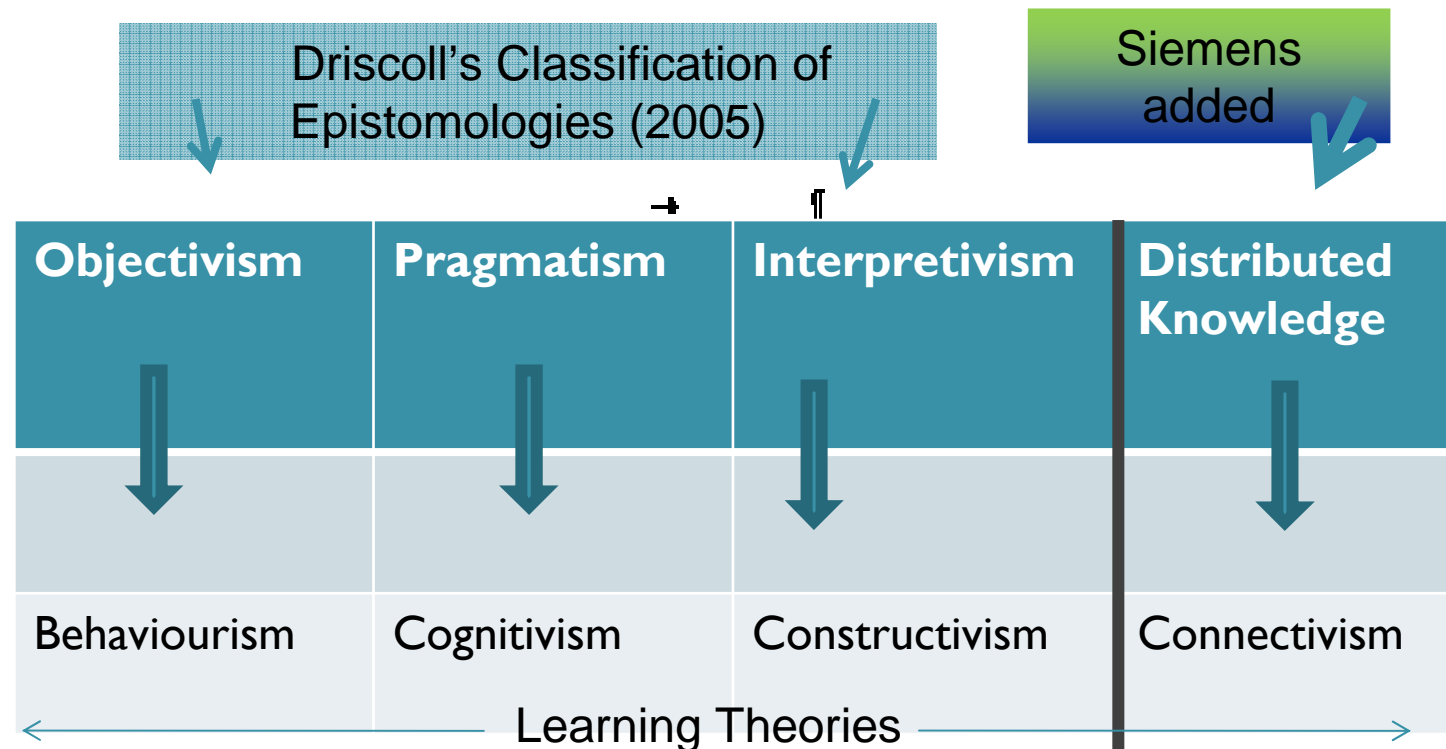 Driscoll’s Classification of
Epistomologies (2005)
Siemens
added
¶
Objectivism
Pragmatism
Interpretivism
Distributed
Knowledge
Behaviourism
Cognitivism
Constructivism
Connectivism
Learning Theories